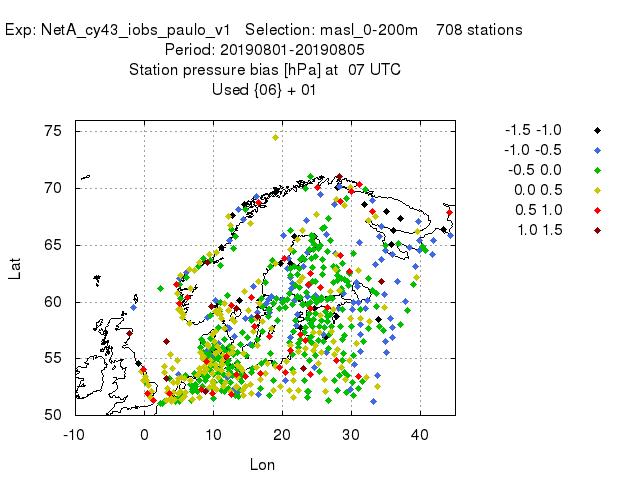 Exp: NetA_cy43_iobs_paulo_v1 Selection: masl_0-200m 708 stations
Period: 20190801-20190805
Station pressure bias [hPa] at 07 UTC
Used {06} + 01
75
70
65
60
55
50
-10 0 10 20 30 40
Lat
Lon
-1.5 -1.0
-1.0 -0.5
-0.5 0.0
0.0 0.5
0.5 1.0
1.0 1.5